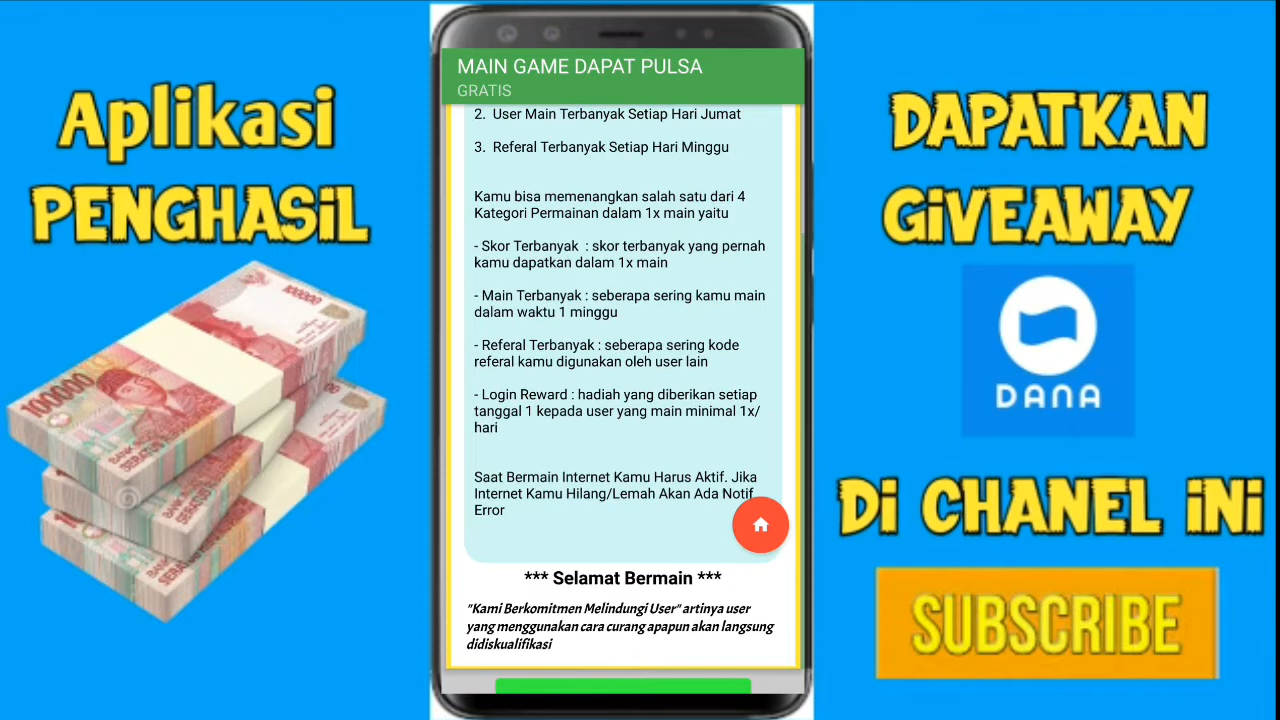 Aplikasi
PENGHASiL
100000
100000
MAIN GAME DAPAT PULSA
GRATIS
2. User Main Terbanyak Setiap Hari Jumat
3. Referal Terbanyak Setiap Hari Minggu
Kamu bisa memenangkan salah satu dari 4
Kategori Permainan dalam 1x main yaitu
- Skor Terbanyak : skor terbanyak yang pernah
kamu dapatkan dalam 1x main
- Main Terbanyak : seberapa sering kamu main
dalam waktu 1 minggu
- Referal Terbanyak : seberapa sering kode
referal kamu digunakan oleh user lain
- Login Reward : hadiah yang diberikan setiap
tanggal 1 kepada user yang main minimal 1x/
hari
Saat Bermain Internet Kamu Harus Aktif. Jika
Internet Kamu Hilang/Lemah Akan Ada Notif
Error
*** Selamat Bermain ***
"Kami Berkomitmen Melindungi User" artinya user
yang menggunakan cara curang apapun akan langsung
didiskualifikasi
DAPATKAN
GiVEAWAY
DANA
Di CHANEL iNi
SUBSCRIBE